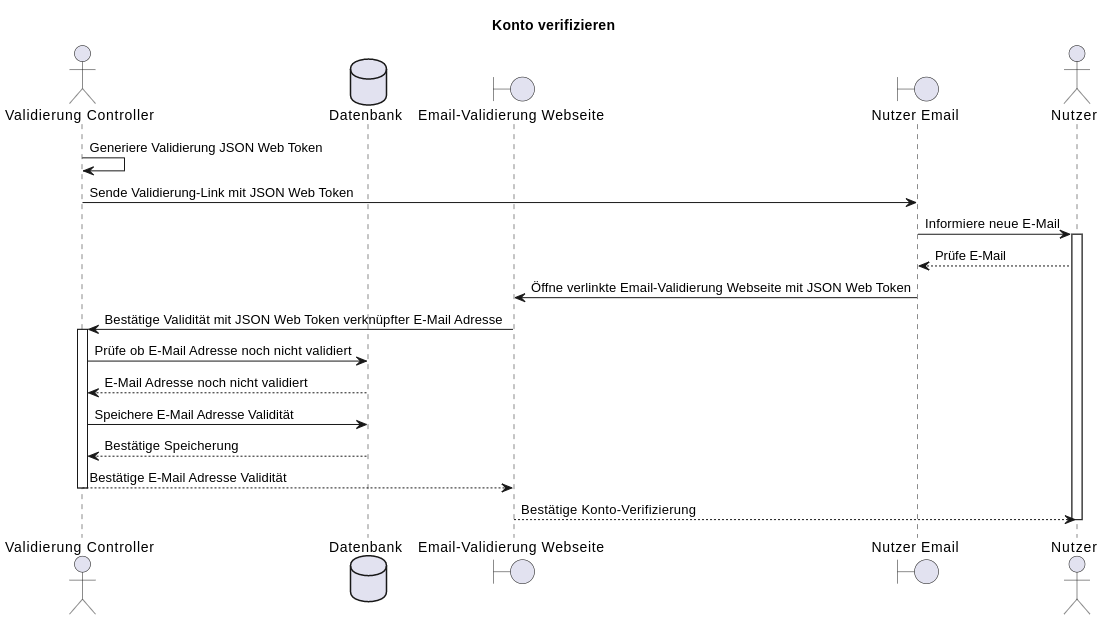 Konto verifizieren
Validierung Controller
Datenbank
Email-Validierung Webseite
Nutzer Email
Nutzer
Generiere Validierung JSON Web Token
Sende Validierung-Link mit JSON Web Token
Informiere neue E-Mail
Prüfe E-Mail
Öffne verlinkte Email-Validierung Webseite mit JSON Web Token
Bestätige Validität mit JSON Web Token verknüpfter E-Mail Adresse
Prüfe ob E-Mail Adresse noch nicht validiert
E-Mail Adresse noch nicht validiert
Speichere E-Mail Adresse Validität
Bestätige Speicherung
Bestätige E-Mail Adresse Validität
Bestätige Konto-Verifizierung
Validierung Controller
Datenbank
Email-Validierung Webseite
Nutzer Email
Nutzer